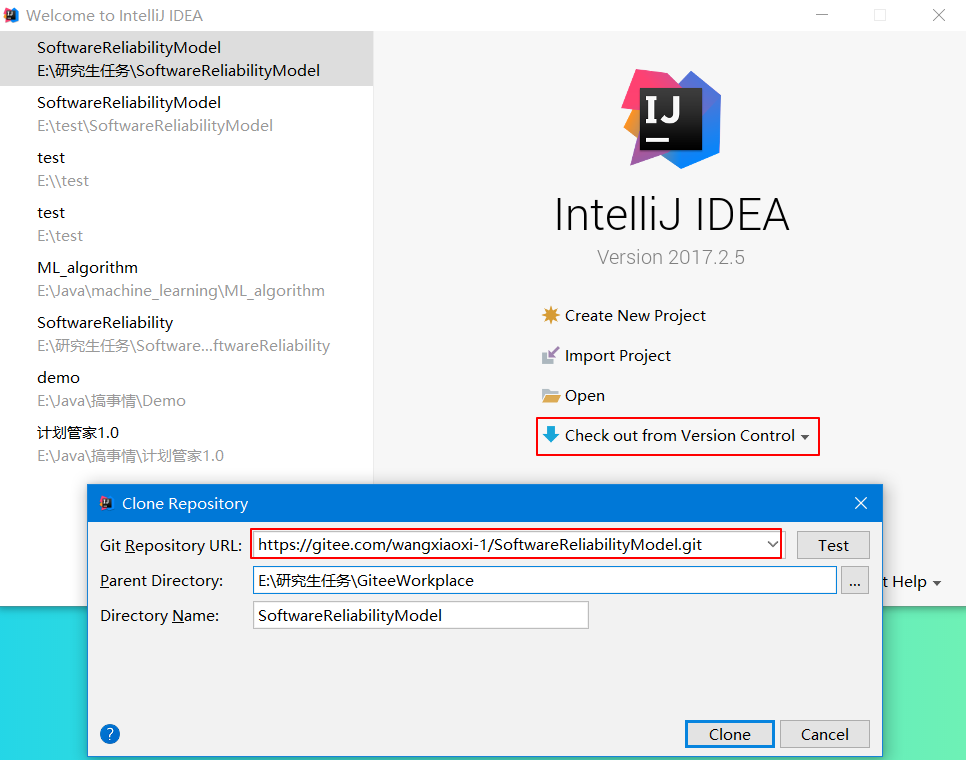 Welcome to IntelliJ IDEA
SoftwareReliabilityModel
E:\研究生任务\SoftwareReliabilityModel
SoftwareReliabilityModel
E:\test\SoftwareReliabilityModel
test
E:\\test
test
E:\test
ML_algorithm
E:\Java\machine_learning\ML_algorithm
SoftwareReliability
E:\研究生任务\Software...ftwareReliability
demo
E:\Java\搞事情\Demo
计划管家1.0
E:\Java\搞事情\计划管家1.0
IJ
IntelliJ IDEA
Version 2017.2.5
Create New Project
Import Project
Open
Check out from Version Control
t Help
Clone Repository
Git Repository URL: https://gitee.com/wangxiaoxi-1/SoftwareReliabilityModel.git Test
Parent Directory: E:\研究生任务\GiteeWorkplace ...
Directory Name: SoftwareReliabilityModel
? Clone Cancel